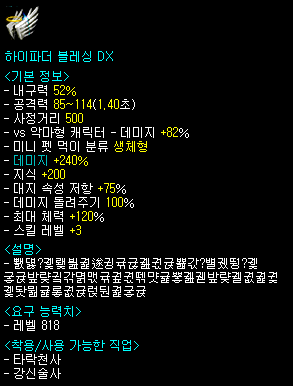 하이파더 블레싱 DX
<기본 정보>
- 내구력 52%
- 공격력 85~114(1.40초)
- 사정거리 500
- vs 악마형 캐릭터 - 데미지 +82%
- 미니 펫 먹이 분류 생체형
- 데미지 +240%
- 지식 +200
- 대지 속성 저항 +75%
- 데미지 돌려주기 100%
- 최대 체력 +120%
- 스킬 레벨 +3
<설명>
<요구 능력치>
- 레벨 818
<착용/사용 가능한 직업>
- 타락천사
- 강신술사